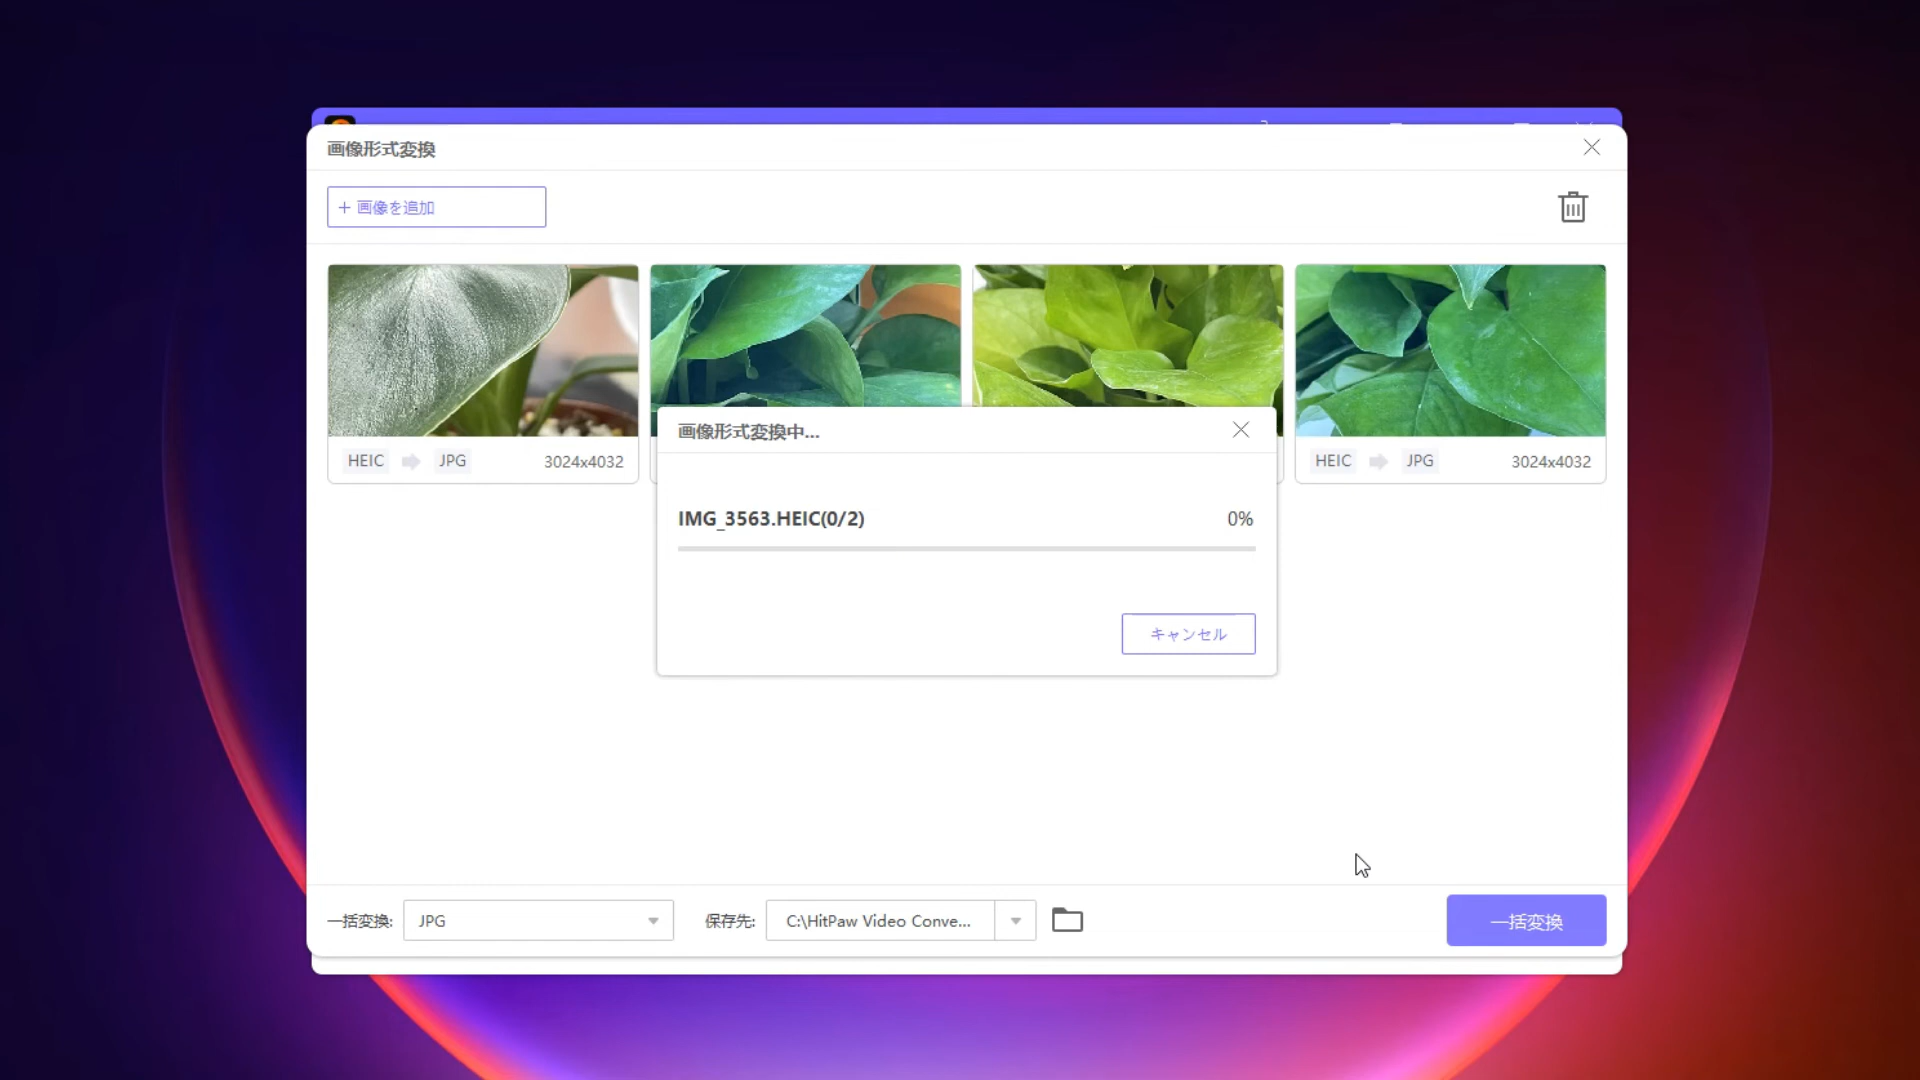 画像形式変換
+ 画像を追加
HEIC JPG 3024x4032
HEIC JPG 3024x4032
画像形式変換中...
IMG_3563.HEIC(0/2) 0%
キャンセル
一括変換: JPG 保存先: C:\HitPaw Video Conve... 一括変換